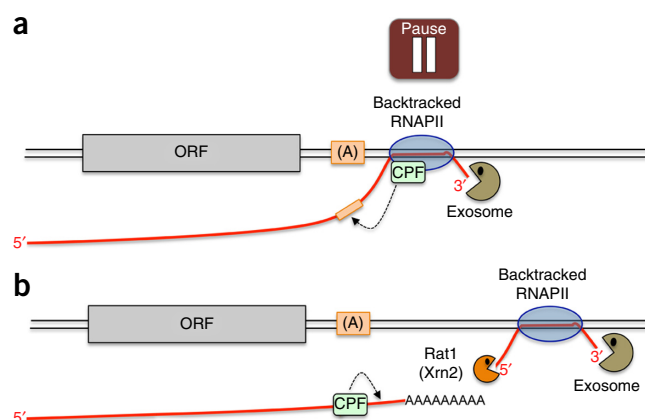 a
Pause
Backtracked
RNAPII
ORF
(A)
CPF
3′
Exosome
5′
b
Backtracked
RNAPII
ORF
(A)
Rat1
(Xrn2)
5′
3′
Exosome
CPF
AAAAAAAAA
5′